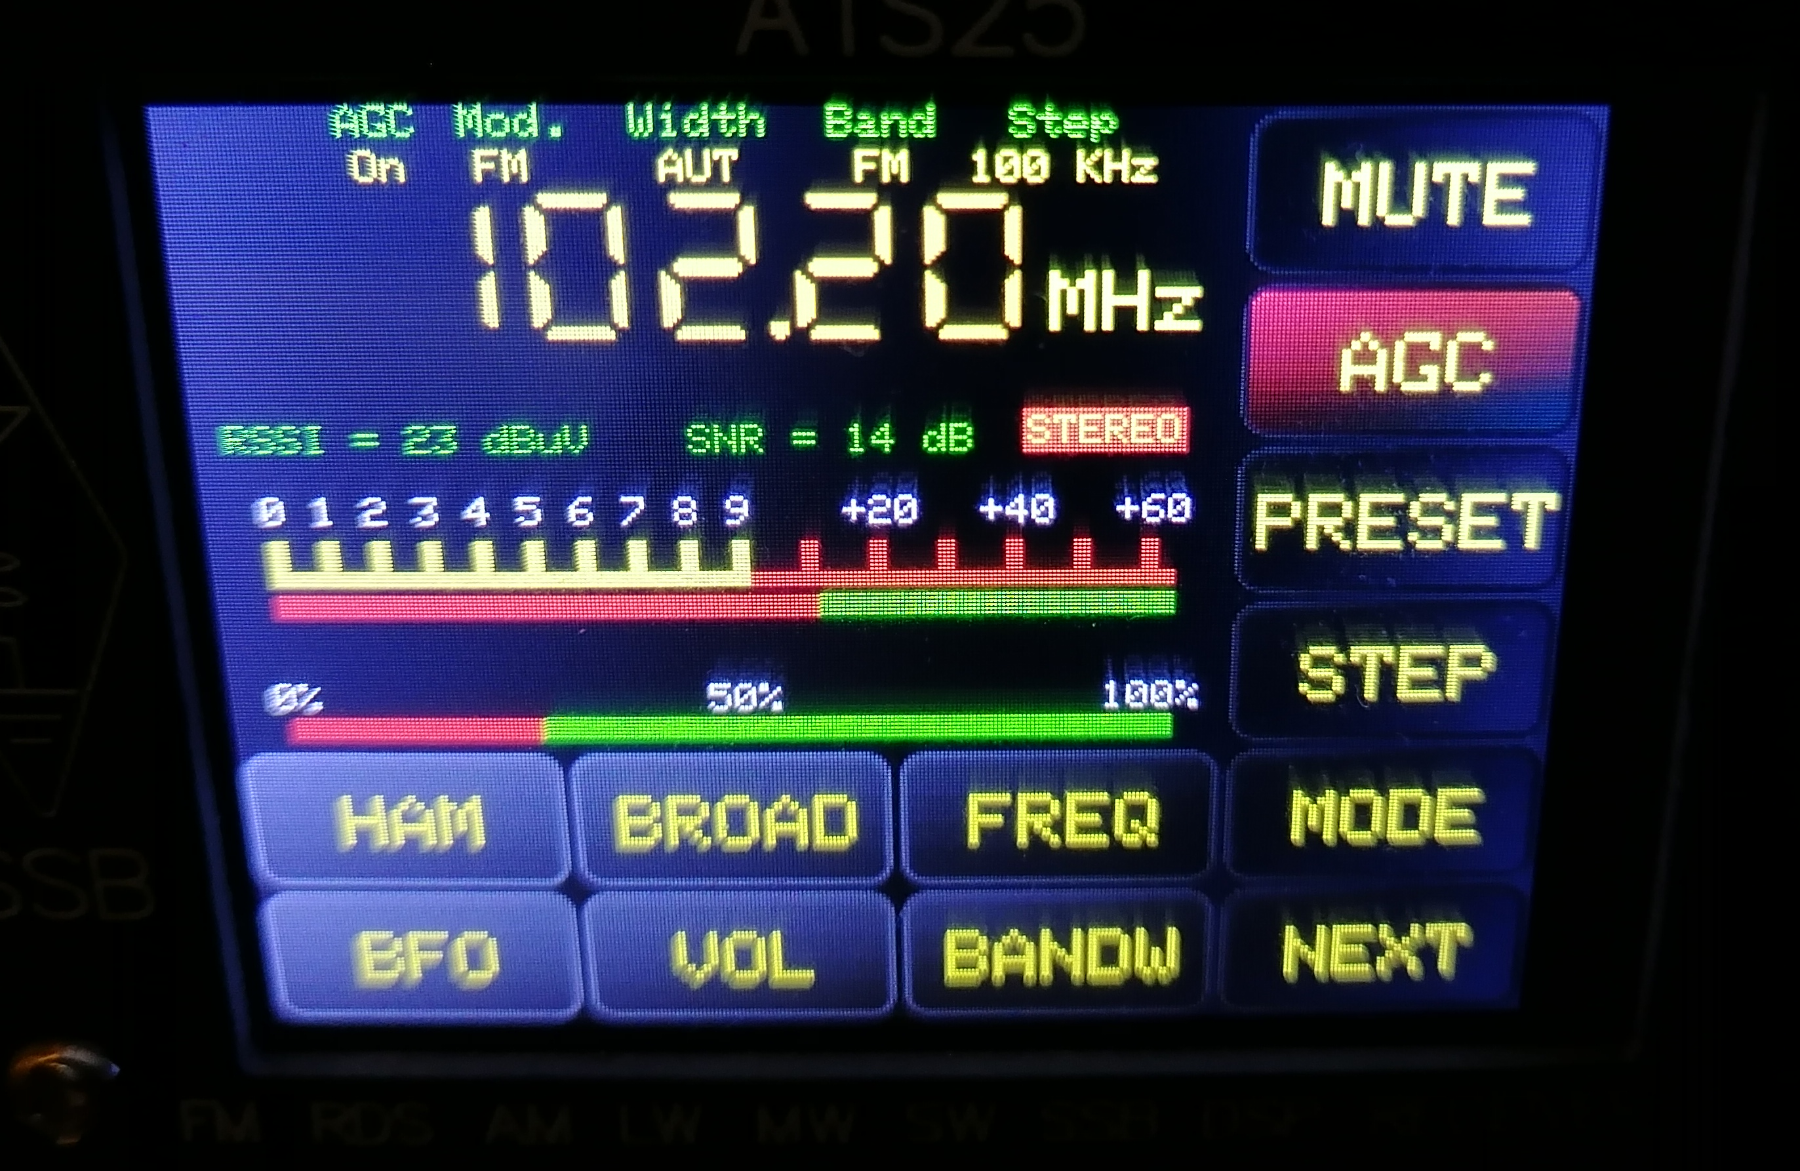 ATS25
AGC Mod. Width Band Step
On FM AUT FM 100 KHz
102.20 MHz
MUTE
AGC
RSSI = 23 dBuV SNR = 14 dB STEREO
0 1 2 3 4 5 6 7 8 9 +20 +40 +60
PRESET
STEP
0% 50% 100%
HAM BROAD FREQ MODE
BFO VOL BANDW NEXT
SSB
FM RDS AM LW MW SW SSB DSP